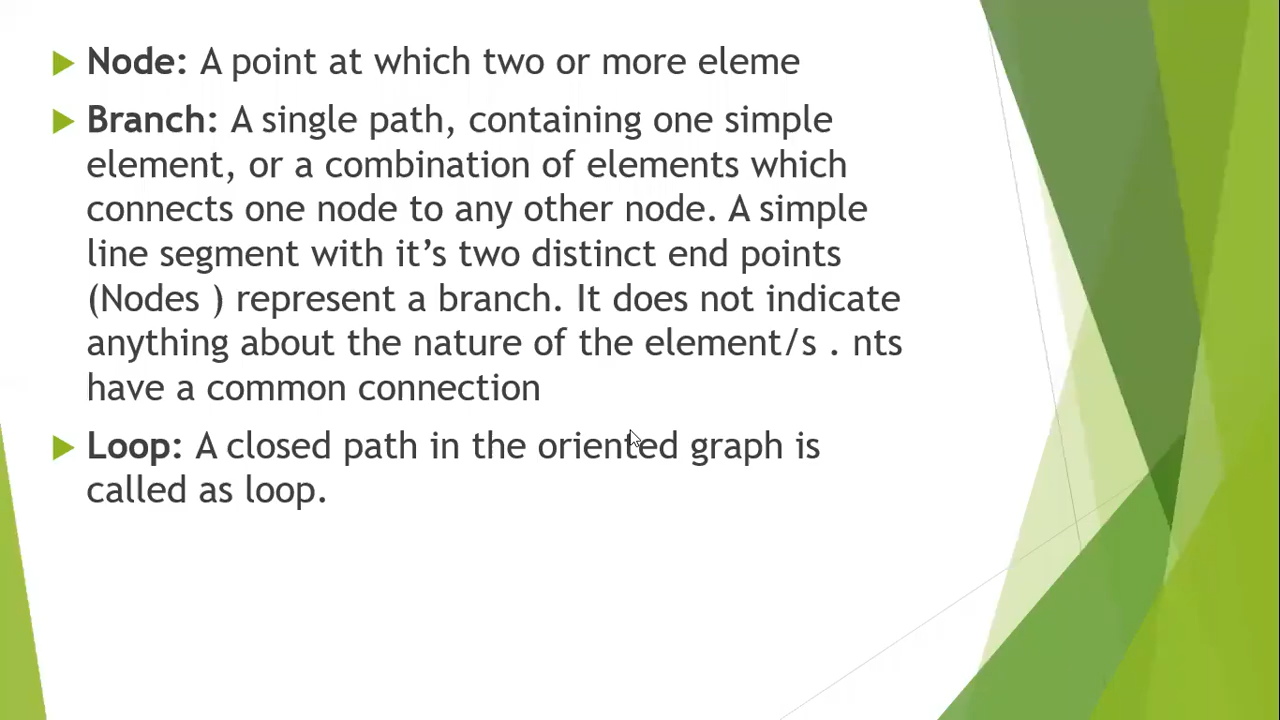 Node: A point at which two or more eleme
Branch: A single path, containing one simple
element, or a combination of elements which
connects one node to any other node. A simple
line segment with it’s two distinct end points
(Nodes ) represent a branch. It does not indicate
anything about the nature of the element/s . nts
have a common connection
Loop: A closed path in the oriented graph is
called as loop.